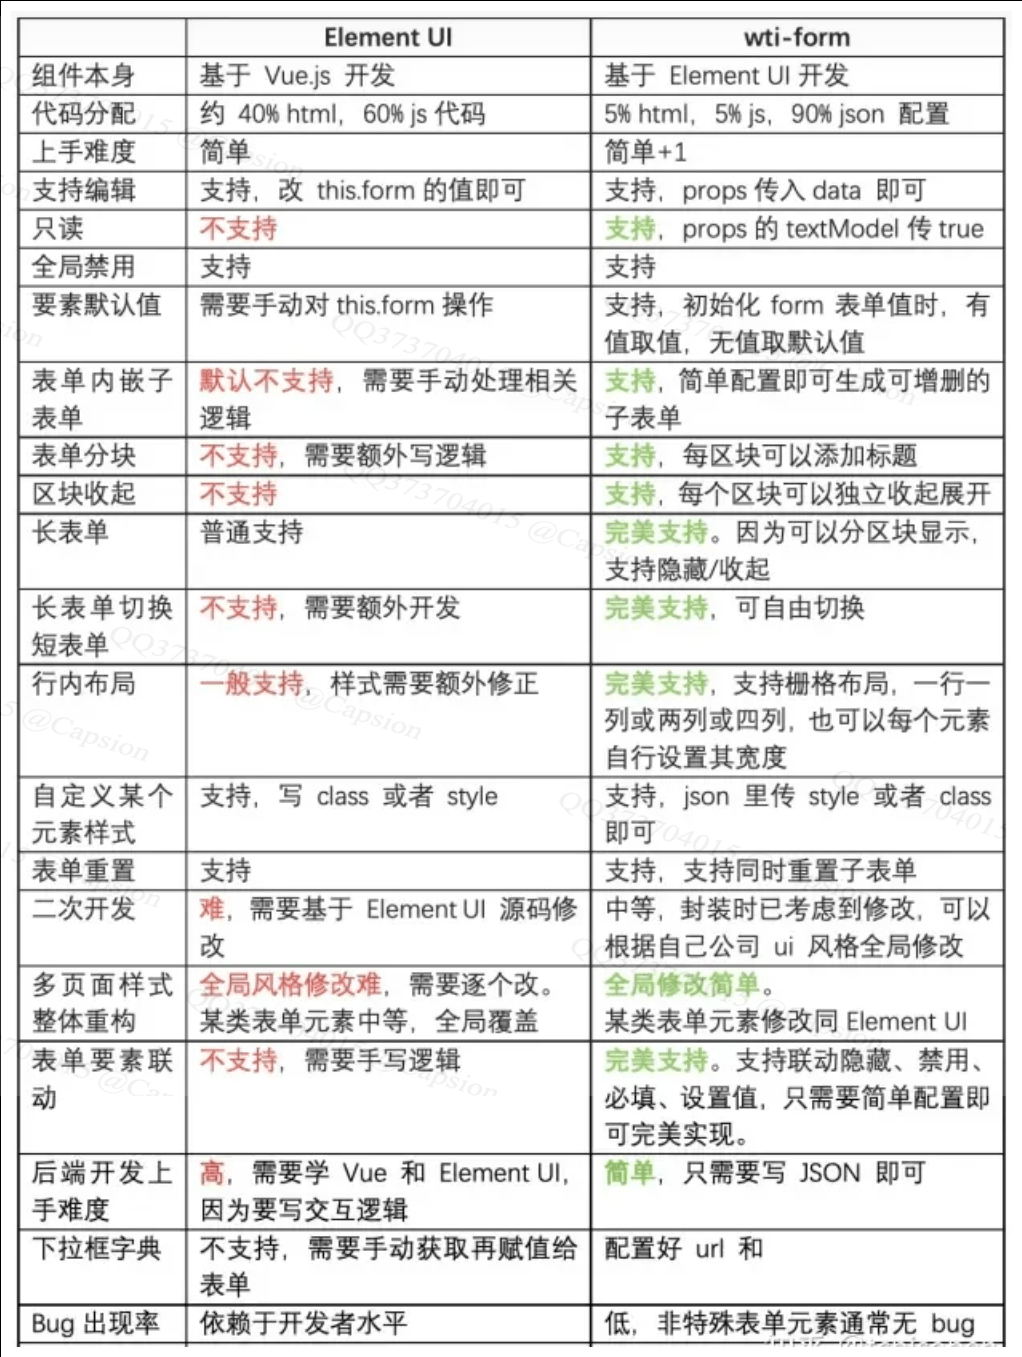 Element UI wti-form
组件本身 基于 Vue.js 开发 基于 Element UI 开发
代码分配 约 40% html，60% js 代码 5% html，5% js，90% json 配置
上手难度 简单 简单+1
支持编辑 支持，改 this.form 的值即可 支持，props 传入 data 即可
只读 不支持 支持，props 的 textModel 传 true
全局禁用 支持 支持
要素默认值 需要手动对 this.form 操作 支持，初始化 form 表单值时，有
值取值，无值取默认值
表单内嵌子 默认不支持，需要手动处理相关 支持，简单配置即可生成可增删的
表单 逻辑 子表单
表单分块 不支持，需要额外写逻辑 支持，每区块可以添加标题
区块收起 不支持 支持，每个区块可以独立收起展开
长表单 普通支持 完美支持。因为可以分区块显示，
支持隐藏/收起
长表单切换 不支持，需要额外开发 完美支持，可自由切换
短表单
行内布局 一般支持，样式需要额外修正 完美支持，支持栅格布局，一行一
列或两列或四列，也可以每个元素
自行设置其宽度
自定义某个 支持，写 class 或者 style 支持，json 里传 style 或者 class
元素样式 即可
表单重置 支持 支持，支持同时重置子表单
二次开发 难，需要基于 Element UI 源码修 中等，封装时已考虑到修改，可以
改 根据自己公司 ui 风格全局修改
多页面样式 全局风格修改难，需要逐个改。 全局修改简单。
整体重构 某类表单元素中等，全局覆盖 某类表单元素修改同 Element UI
表单要素联 不支持，需要手写逻辑 完美支持。支持联动隐藏、禁用、
动 必填、设置值，只需要简单配置即
可完美实现。
后端开发上 高，需要学 Vue 和 Element UI， 简单，只需要写 JSON 即可
手难度 因为要写交互逻辑
下拉框字典 不支持，需要手动获取再赋值给 配置好 url 和
表单
Bug 出现率 依赖于开发者水平 低，非特殊表单元素通常无 bug
QQ373704015 @Capsion